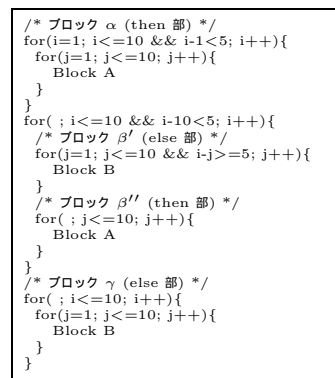 /* ブロック α (then 部) */
for(i=1; i<=10 && i-1<5; i++){
for(j=1; j<=10; j++){
Block A
}
}
for( ; i<=10 && i-10<5; i++){
/* ブロック β′ (else 部) */
for(j=1; j<=10 && i-j>=5; j++){
Block B
}
/* ブロック β′′ (then 部) */
for( ; j<=10; j++){
Block A
}
}
/* ブロック γ (else 部) */
for( ; i<=10; i++){
for(j=1; j<=10; j++){
Block B
}
}